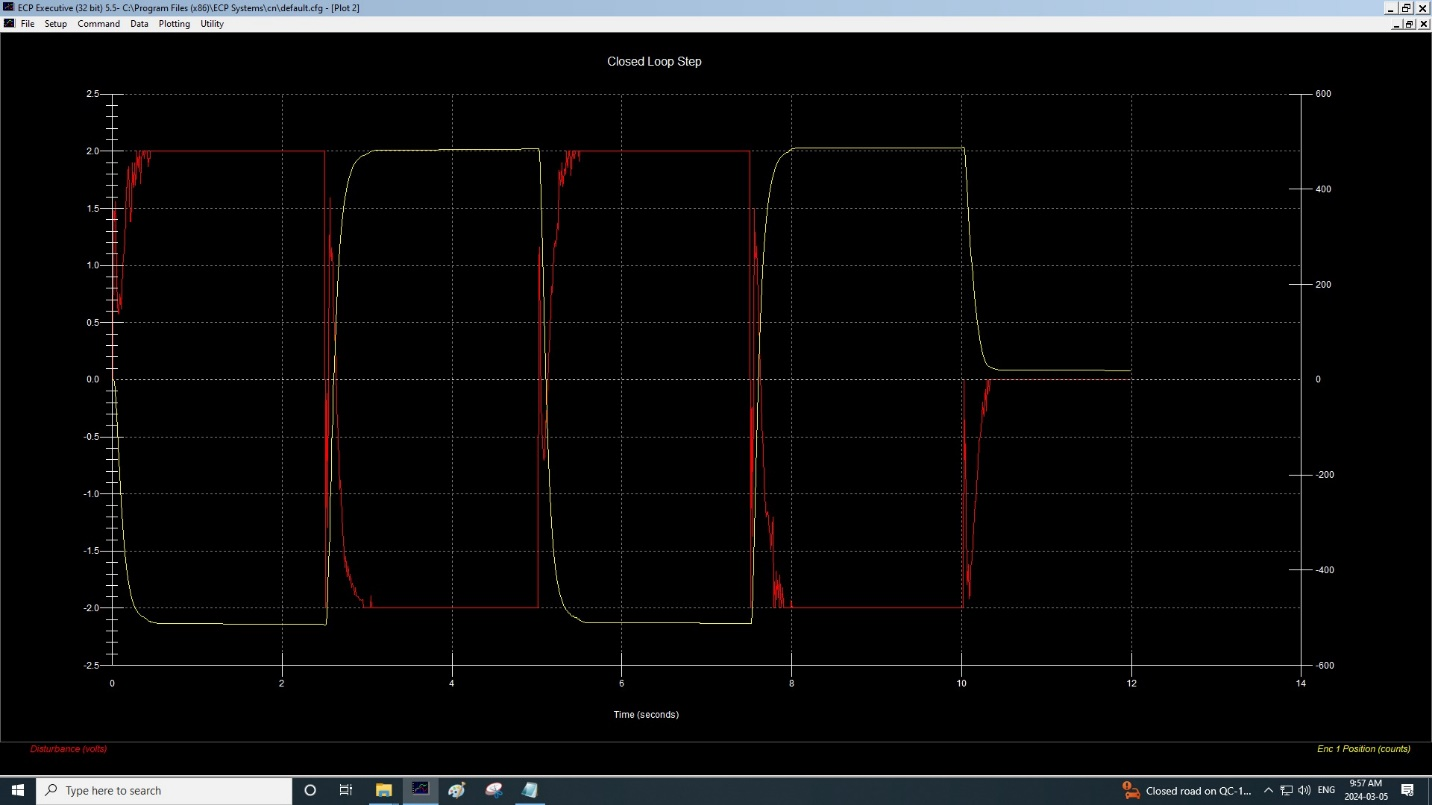 ECP Executive (32 bit) 5.5- C:\Program Files (x86)\ECP Systems\cn\default.cfg - [Plot 2]
File Setup Command Data Plotting Utility
Closed Loop Step
2.5 600
2.0
1.5 400
1.0
200
0.5
0.0 0
-0.5
-200
-1.0
-1.5
-400
-2.0
-2.5 -600
0 2 4 6 8 10 12 14
Time (seconds)
Disturbance (volts) Enc 1 Position (counts)
Type here to search
Closed road on QC-1... ENG 9:57 AM
2024-03-05